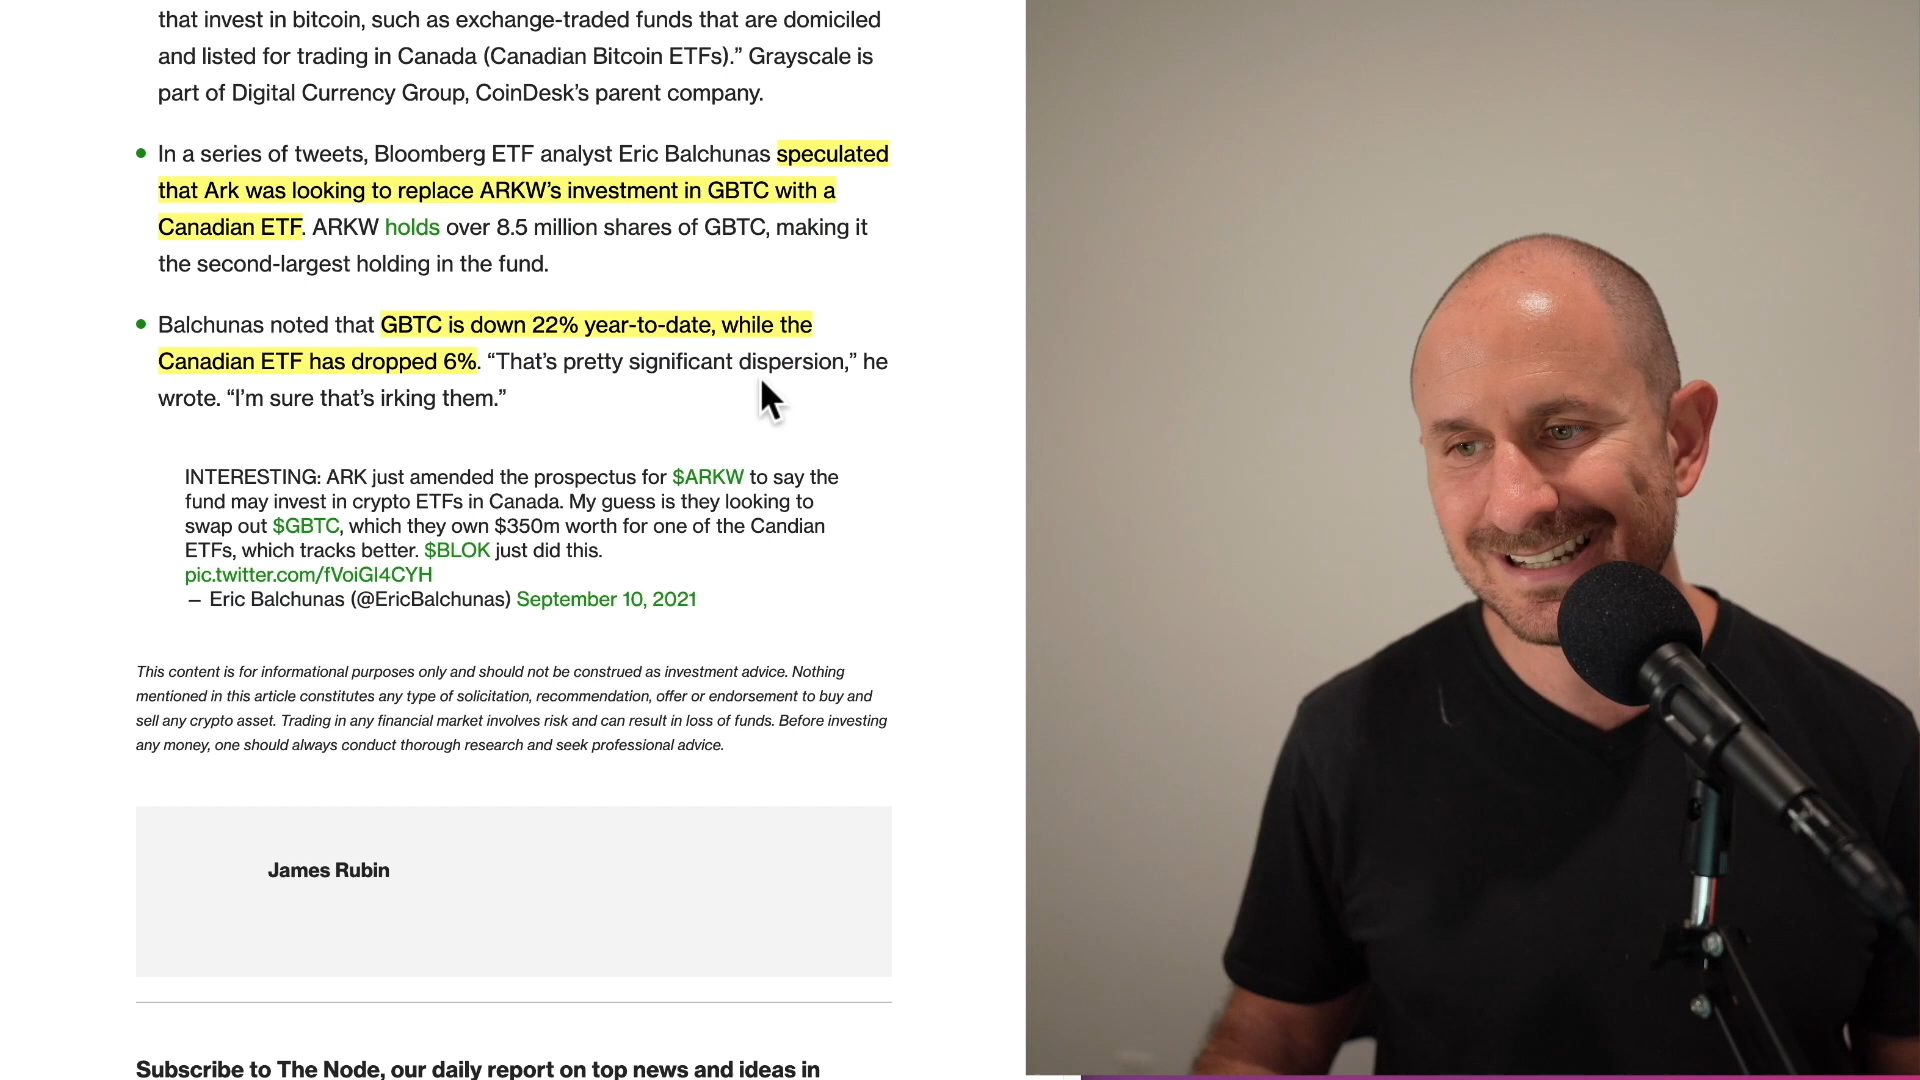 that invest in bitcoin, such as exchange-traded funds that are domiciled
and listed for trading in Canada (Canadian Bitcoin ETFs).” Grayscale is
part of Digital Currency Group, CoinDesk’s parent company.
In a series of tweets, Bloomberg ETF analyst Eric Balchunas speculated
that Ark was looking to replace ARKW’s investment in GBTC with a
Canadian ETF. ARKW holds over 8.5 million shares of GBTC, making it
the second-largest holding in the fund.
Balchunas noted that GBTC is down 22% year-to-date, while the
Canadian ETF has dropped 6%. “That’s pretty significant dispersion,” he
wrote. “I’m sure that’s irking them.”
INTERESTING: ARK just amended the prospectus for $ARKW to say the
fund may invest in crypto ETFs in Canada. My guess is they looking to
swap out $GBTC, which they own $350m worth for one of the Candian
ETFs, which tracks better. $BLOK just did this.
pic.twitter.com/fVoiGl4CYH
— Eric Balchunas (@EricBalchunas) September 10, 2021
This content is for informational purposes only and should not be construed as investment advice. Nothing
mentioned in this article constitutes any type of solicitation, recommendation, offer or endorsement to buy and
sell any crypto asset. Trading in any financial market involves risk and can result in loss of funds. Before investing
any money, one should always conduct thorough research and seek professional advice.
James Rubin
Subscribe to The Node, our daily report on top news and ideas in